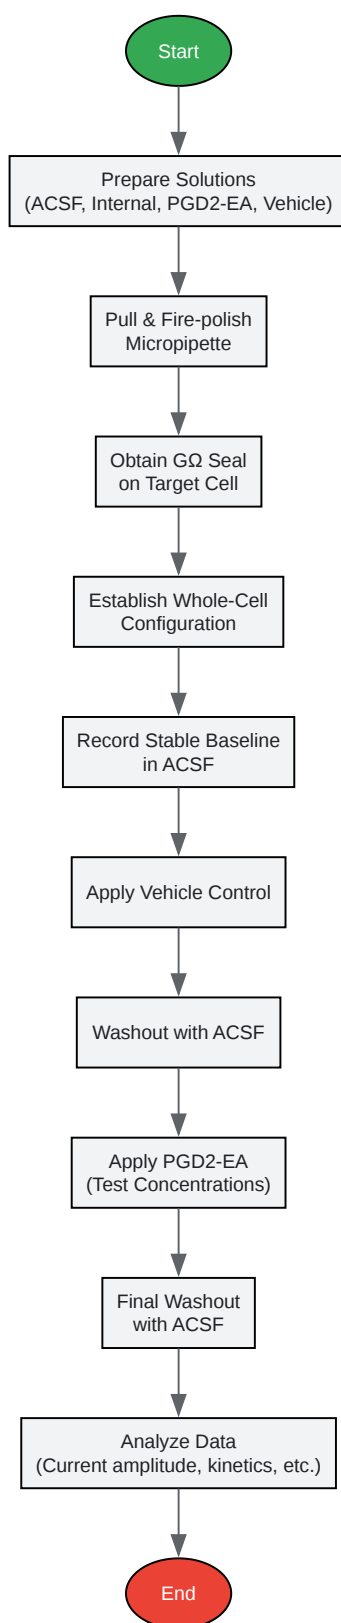 Start
Prepare Solutions
(ACSF, Internal, PGD2-EA, Vehicle)
Pull & Fire-polish
Micropipette
Obtain GΩ Seal
on Target Cell
Establish Whole-Cell
Configuration
Record Stable Baseline
in ACSF
Apply Vehicle Control
Washout with ACSF
Apply PGD2-EA
(Test Concentrations)
Final Washout
with ACSF
Analyze Data
(Current amplitude, kinetics, etc.)
End